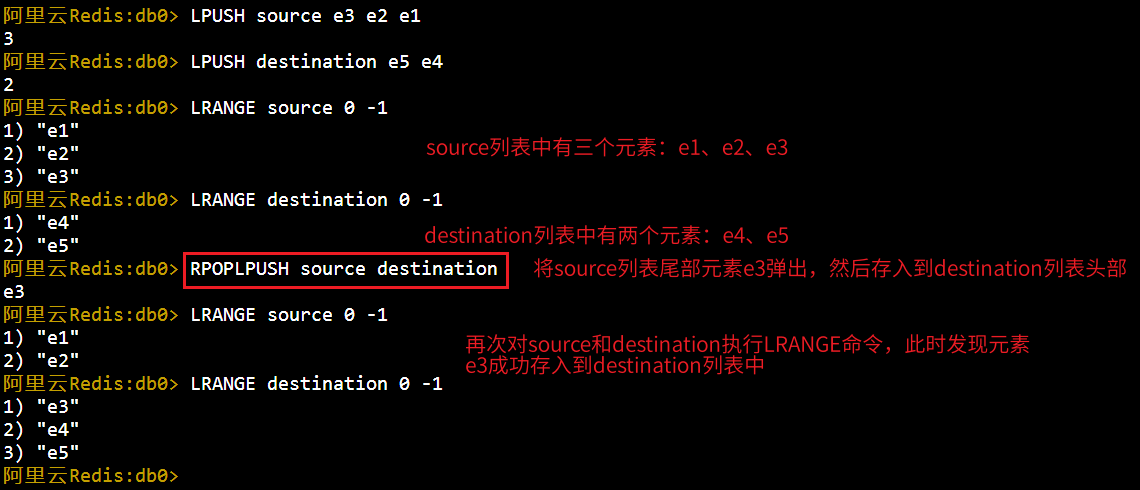 阿里云Redis:db0> LPUSH source e3 e2 e1
3
阿里云Redis:db0> LPUSH destination e5 e4
2
阿里云Redis:db0> LRANGE source 0 -1
1) "e1"
2) "e2"
source列表中有三个元素：e1、e2、e3
3) "e3"
阿里云Redis:db0> LRANGE destination 0 -1
1) "e4"
destination列表中有两个元素：e4、e5
2) "e5"
阿里云Redis:db0> RPOPLPUSH source destination 将source列表尾部元素e3弹出，然后存入到destination列表头部
e3
阿里云Redis:db0> LRANGE source 0 -1
1) "e1"
再次对source和destination执行LRANGE命令，此时发现元素
2) "e2"
e3成功存入到destination列表中
阿里云Redis:db0> LRANGE destination 0 -1
1) "e3"
2) "e4"
3) "e5"
阿里云Redis:db0>